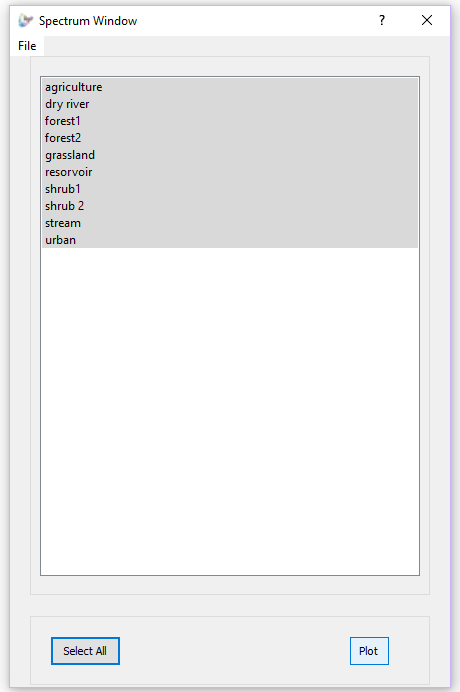 Spectrum Window
?
File
agriculture
dry river
forest1
forest2
grassland
resorvoir
shrub1
shrub 2
stream
urban
Select All
Plot